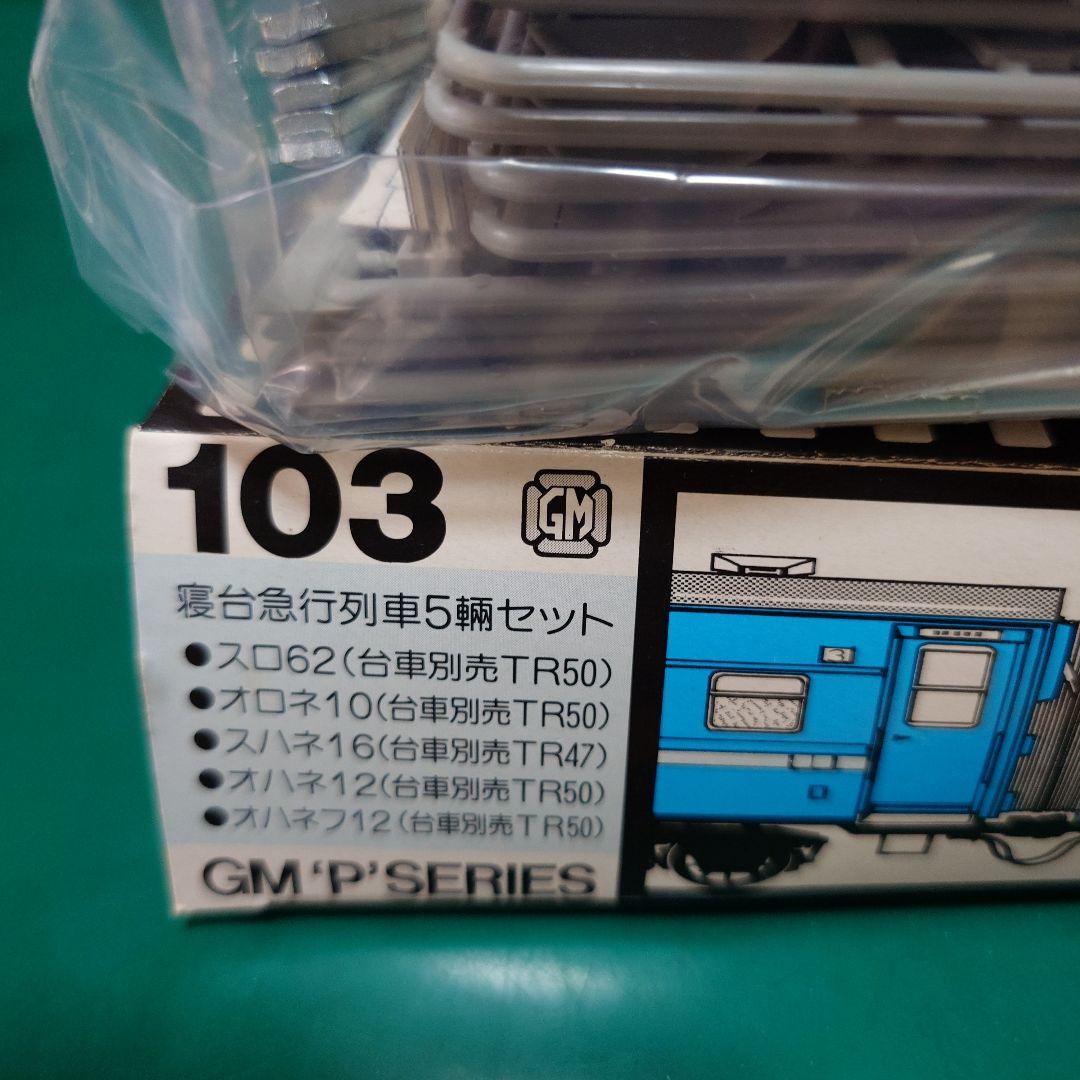 103
GM
寝台急行列車5輛セット
●スロ62(台車別売TR50)
●オロネ10(台車別売TR50)
●スハネ16(台車別売TR47)
●オハネ12(台車別売TR50)
●オハネフ12(台車別売TR50)
GM 'P' SERIES
3